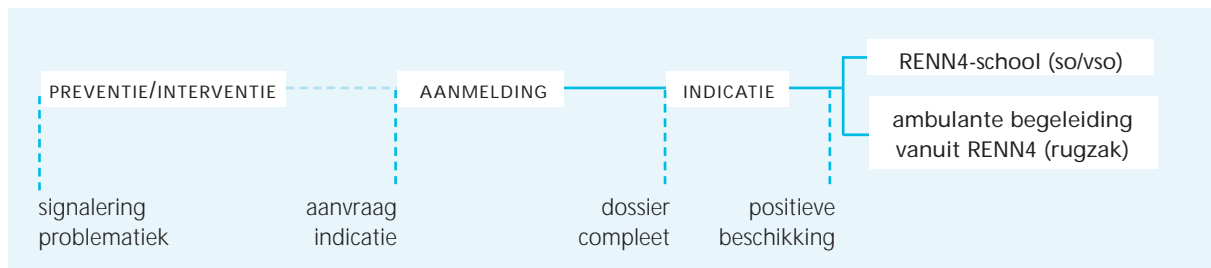 PREVENTIE/INTERVENTIE
AANMELDING
INDICATIE
RENN4-school (so/vso)
ambulante begeleiding
vanuit RENN4 (rugzak)
signalering
problematiek
aanvraag
indicatie
dossier
compleet
positieve
beschikking